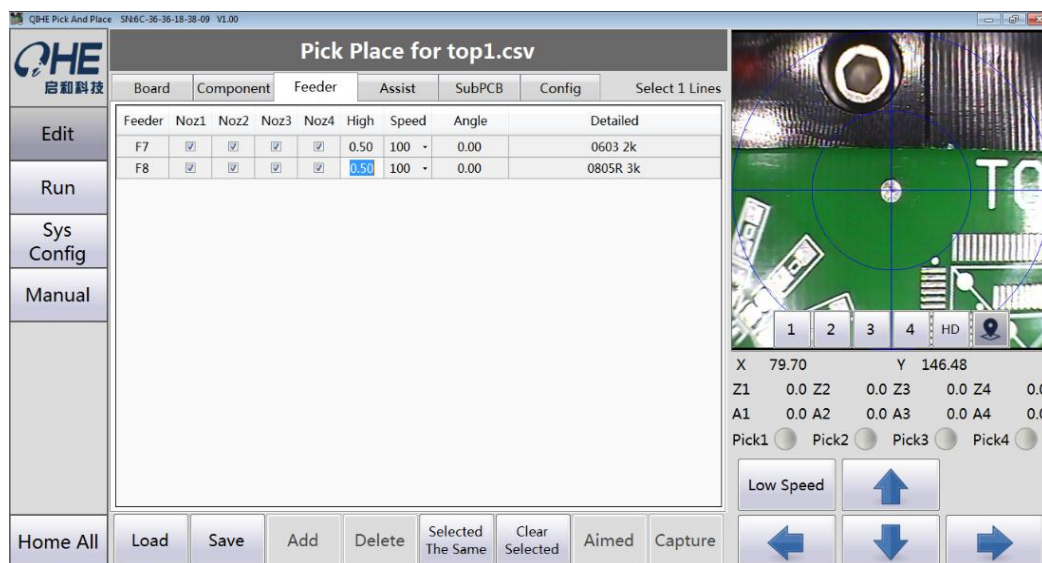 QIHE Pick And Place SN:6C-36-36-18-38-09 V1.00
QIHE
启和科技
Pick Place for top1.csv
Board Component Feeder Assist SubPCB Config Select 1 Lines
Feeder Noz1 Noz2 Noz3 Noz4 High Speed Angle Detailed
F7 0.50 100 0.00 0603 2k
F8 0.50 100 0.00 0805R 3k
Edit
Run
Sys
Config
Manual
Home All
Load Save Add Delete Selected
The Same Clear
Selected Aimed Capture
1 2 3 4 HD
X 79.70 Y 146.48
Z1 0.0 Z2 0.0 Z3 0.0 Z4
A1 0.0 A2 0.0 A3 0.0 A4
Pick1 Pick2 Pick3 Pick4
Low Speed